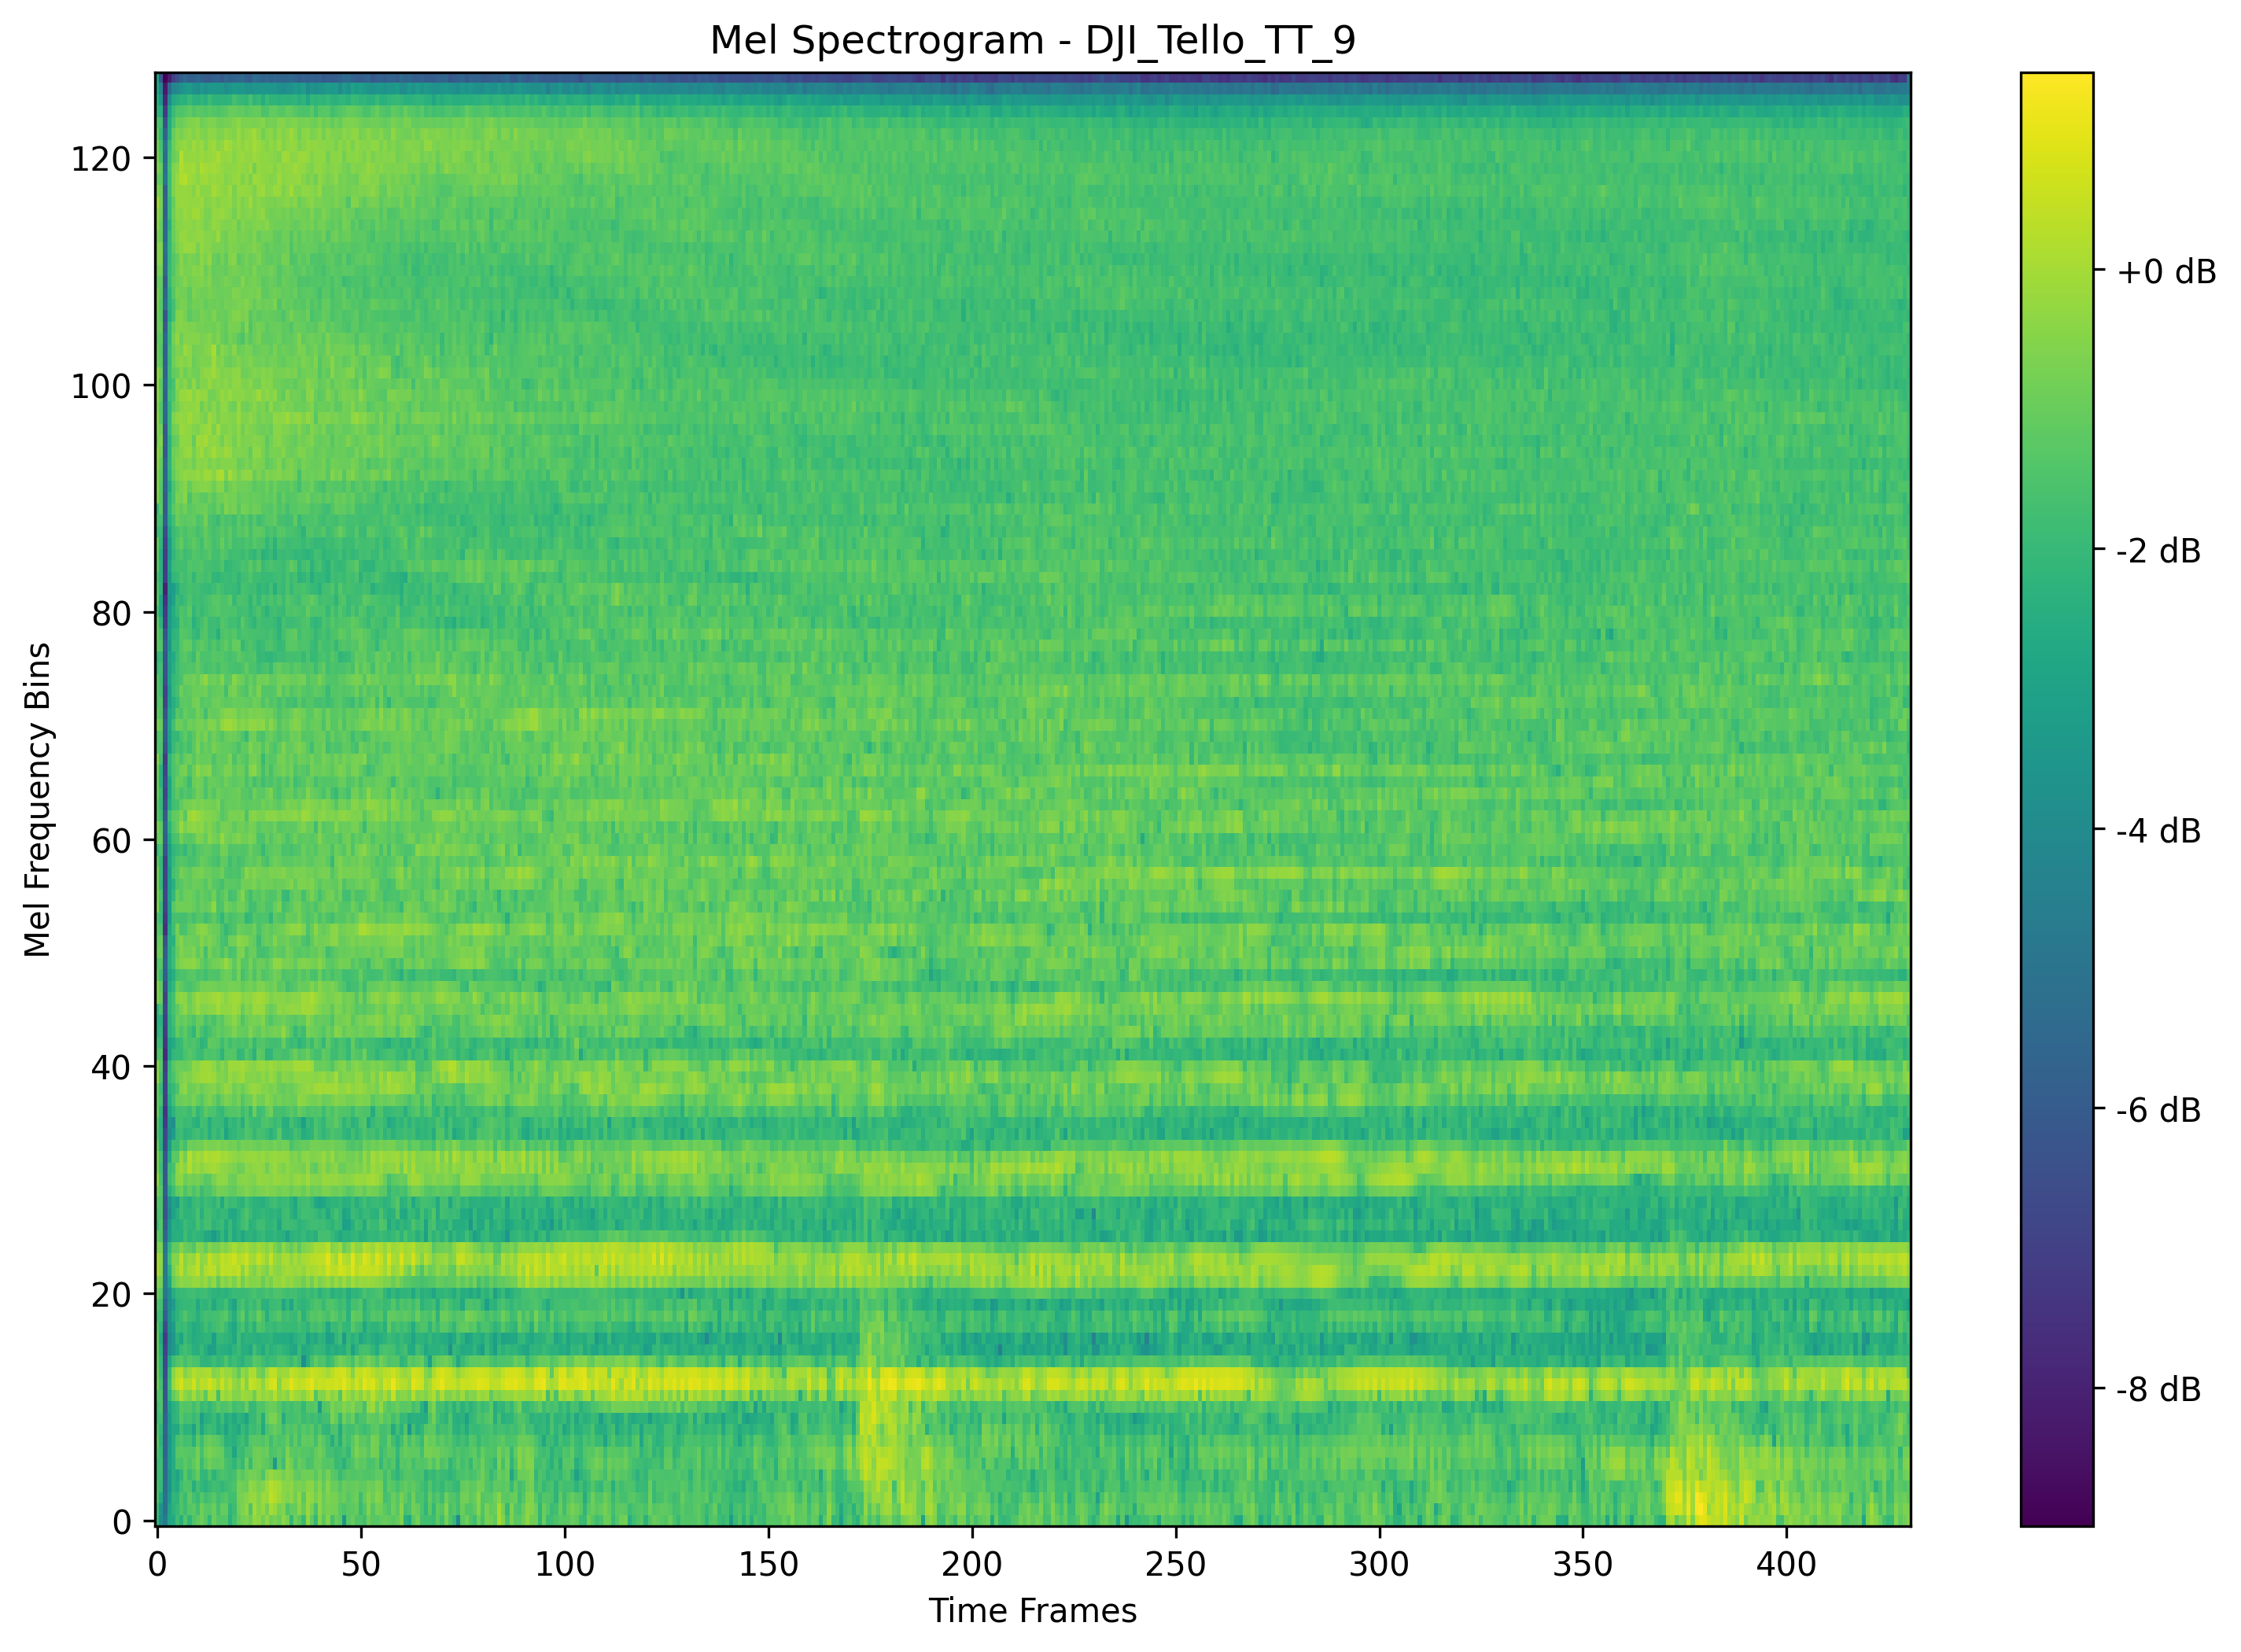 Mel Spectrogram - DJI_Tello_TT_9
Mel Frequency Bins
120
100
80
60
40
20
0
0 50 100 150 200 250 300 350 400
Time Frames
+0 dB
-2 dB
-4 dB
-6 dB
-8 dB